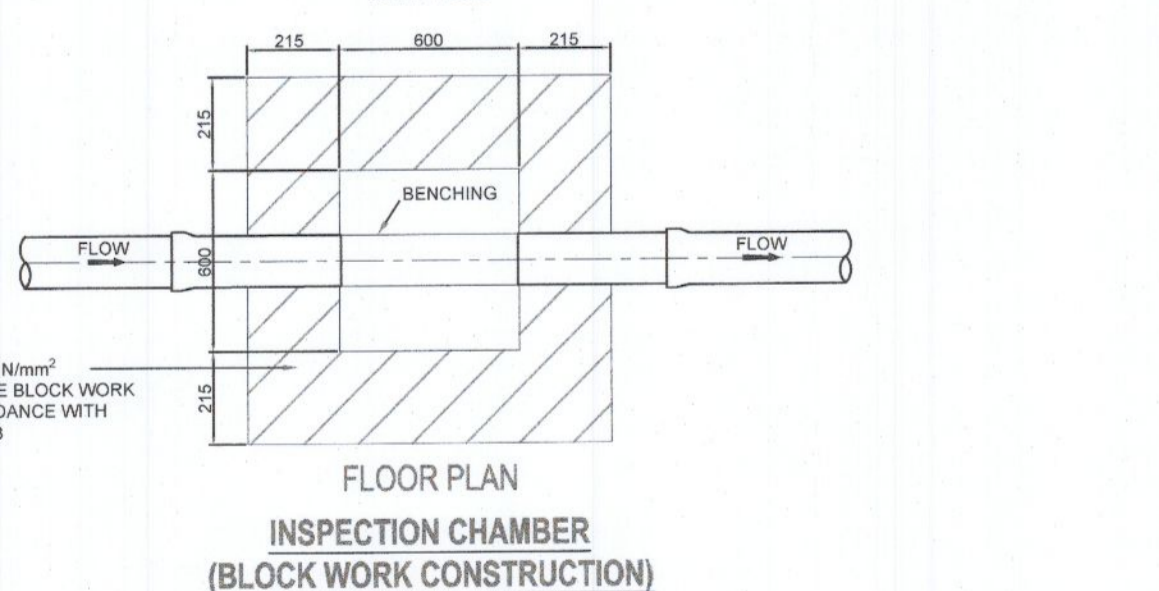 215 600 215
215
BENCHING
FLOW
600
FLOW
N/mm²
BLOCK WORK
DANCE WITH
215
FLOOR PLAN
INSPECTION CHAMBER
(BLOCK WORK CONSTRUCTION)